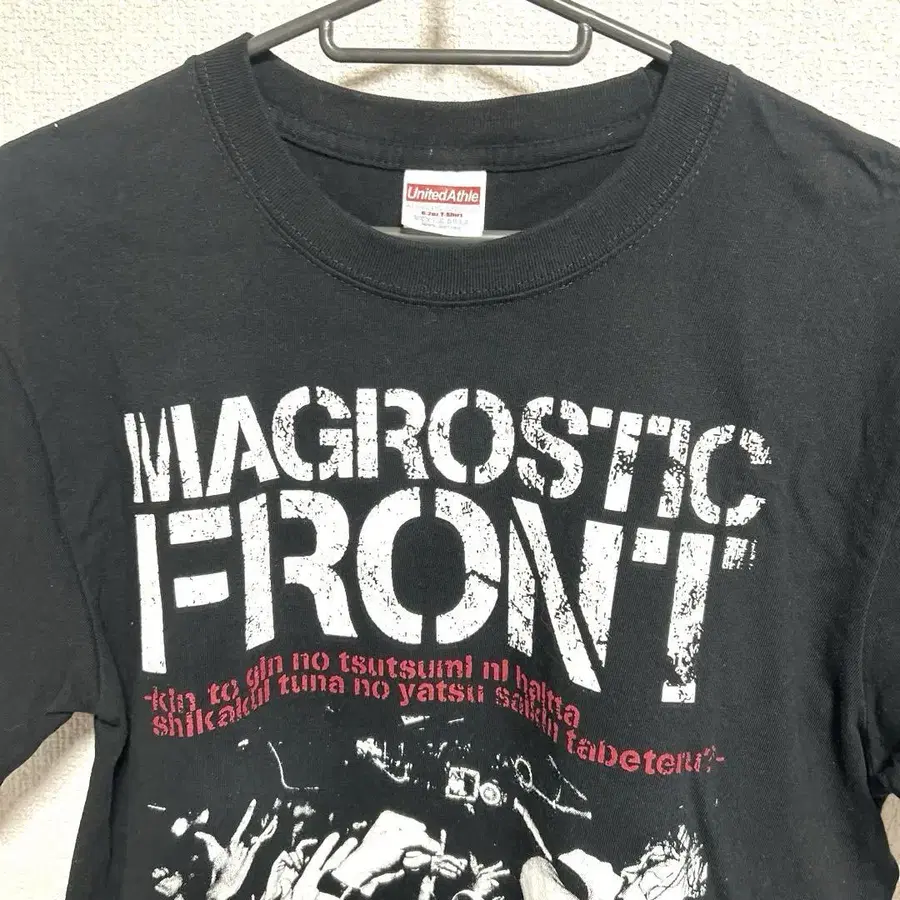 UnitedAthle
MAGROSTIC
FRONT
-kin to gin no tsutsumi ni haitta
shikakui tuna no yatsu saikin tabeteru?-